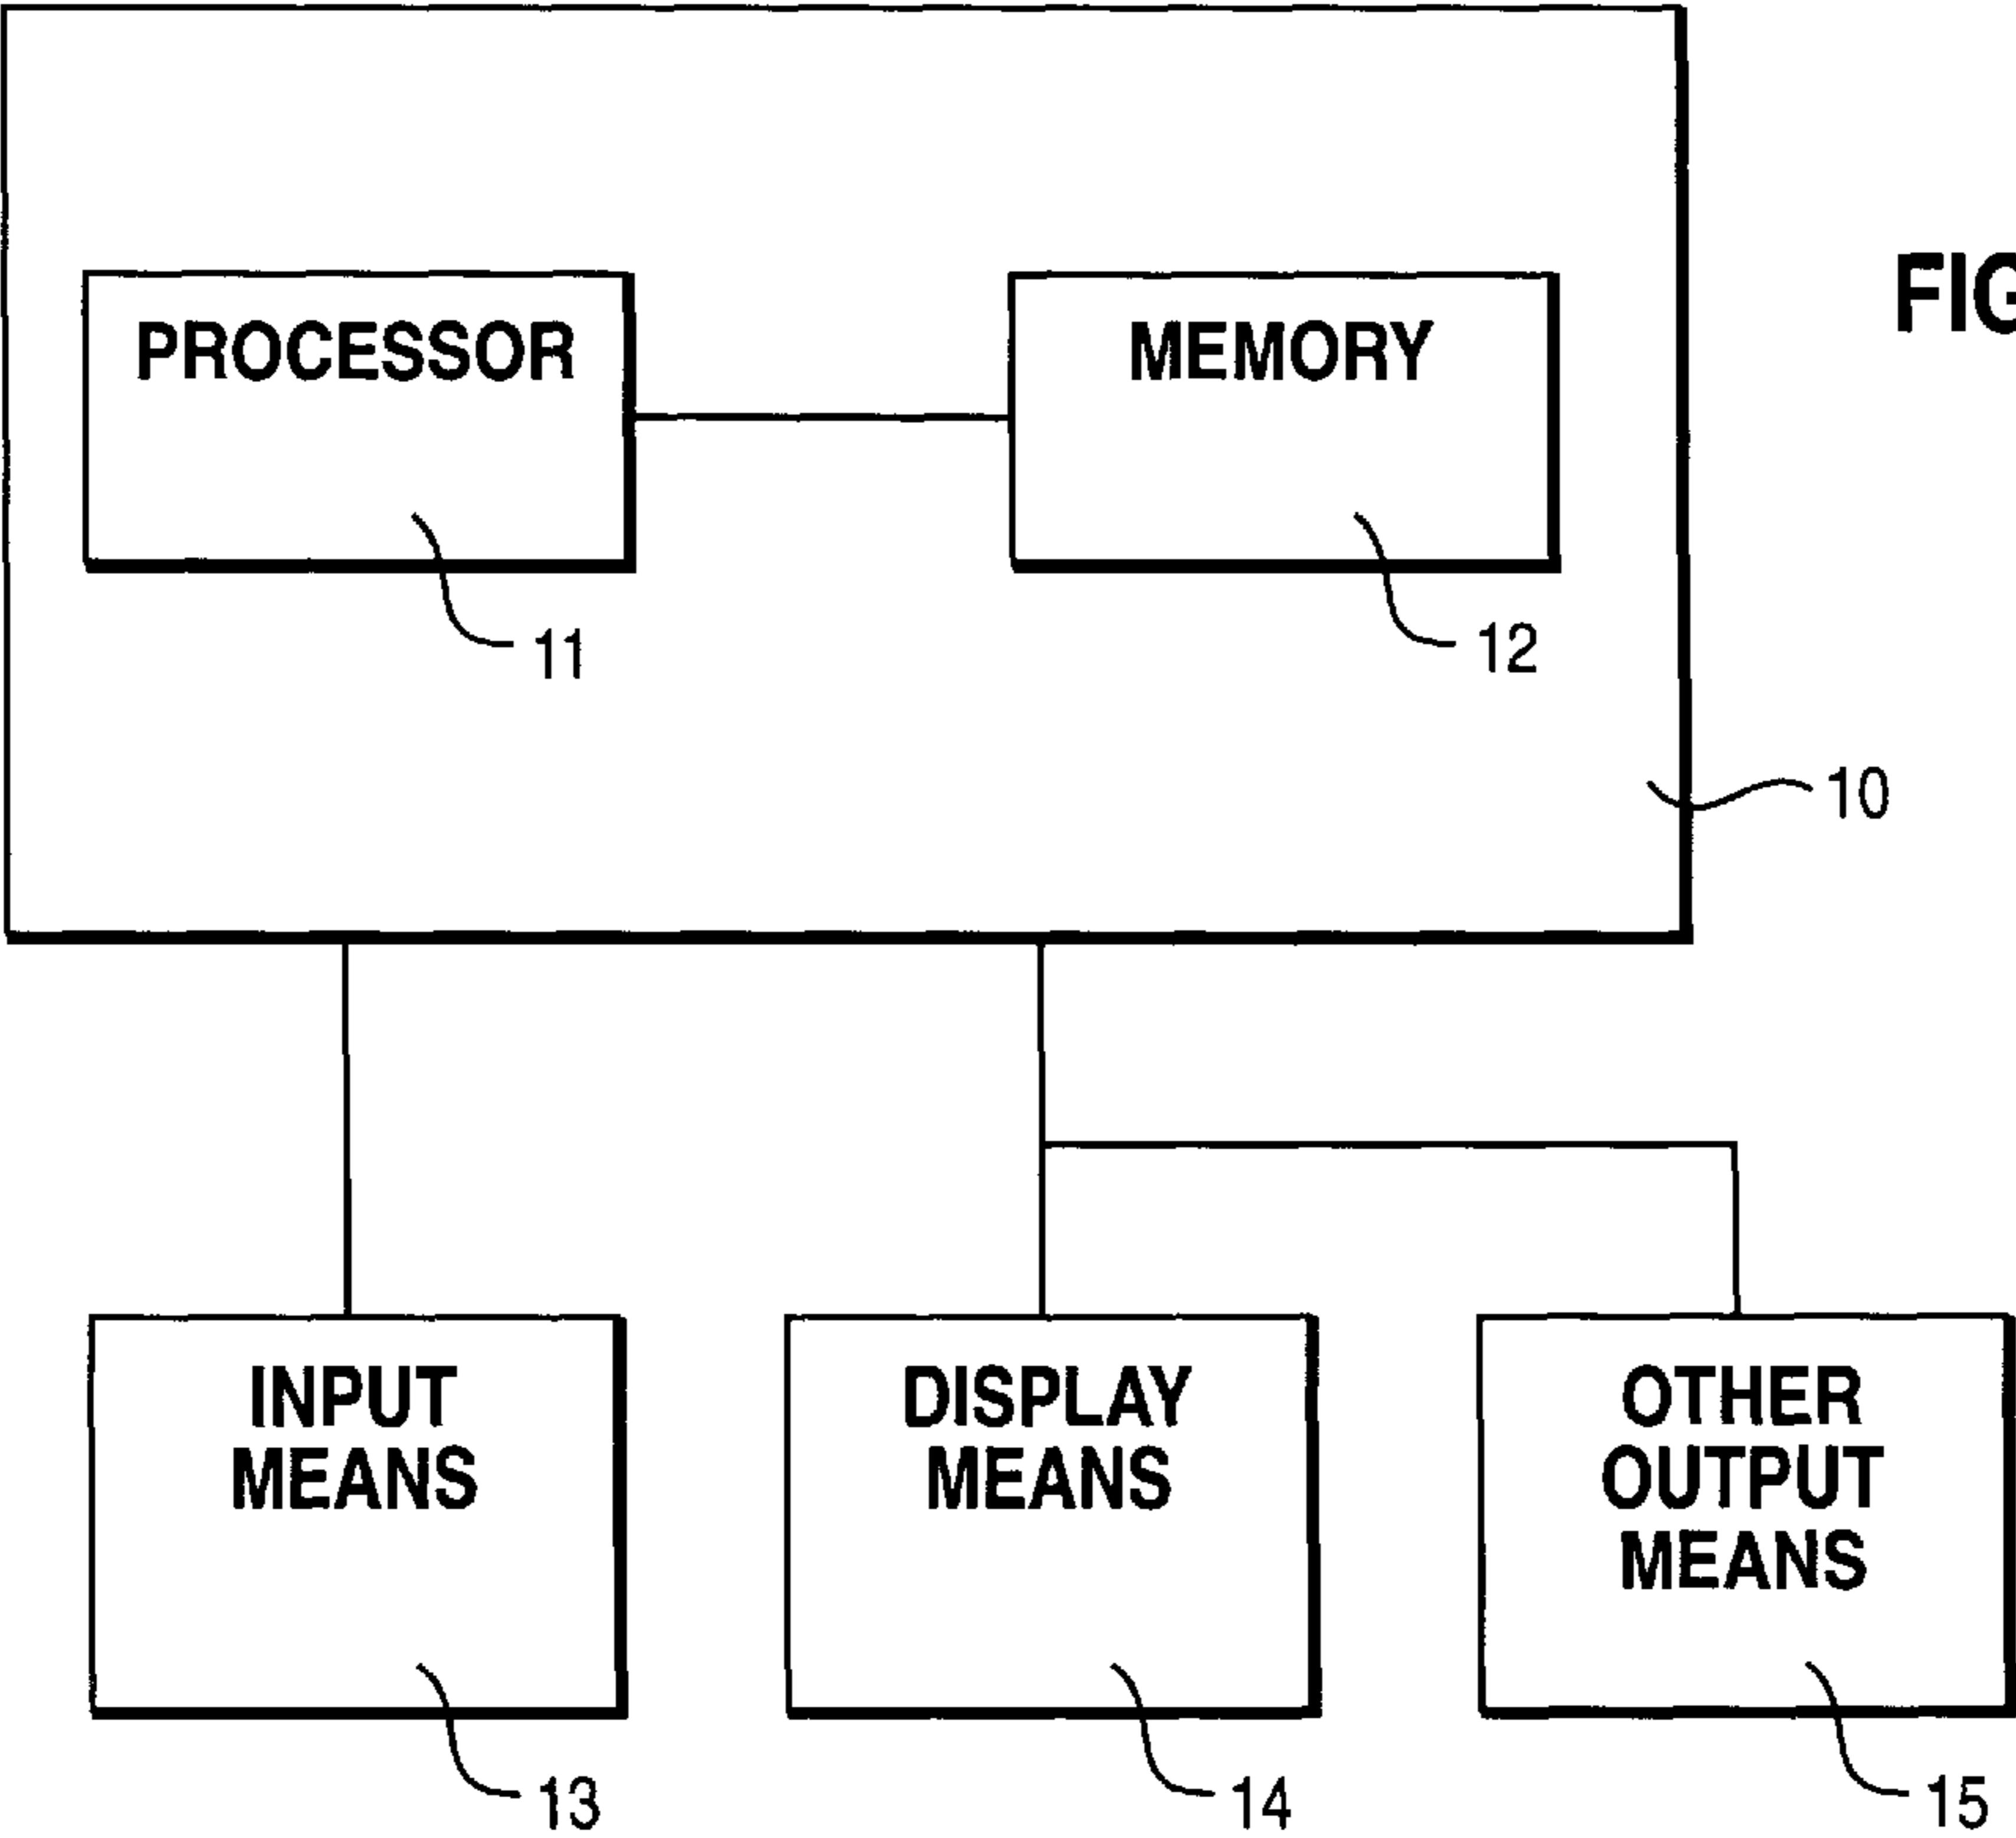 FIG
PROCESSOR
MEMORY
11
12
10
INPUT
MEANS
DISPLAY
MEANS
OTHER
OUTPUT
MEANS
13
14
15